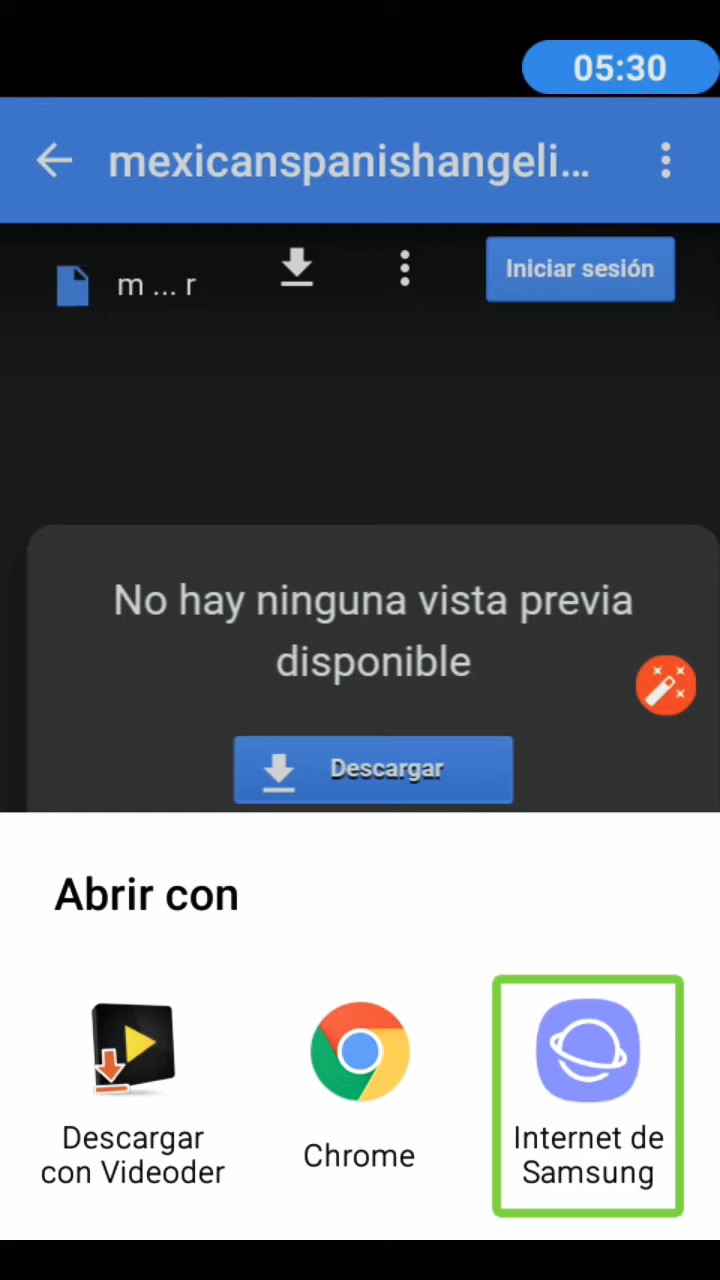 05:30
mexicanspanishangeli...
m ... r
Iniciar sesión
No hay ninguna vista previa
disponible
Descargar
Abrir con
Descargar
con Videoder
Chrome
Internet de
Samsung